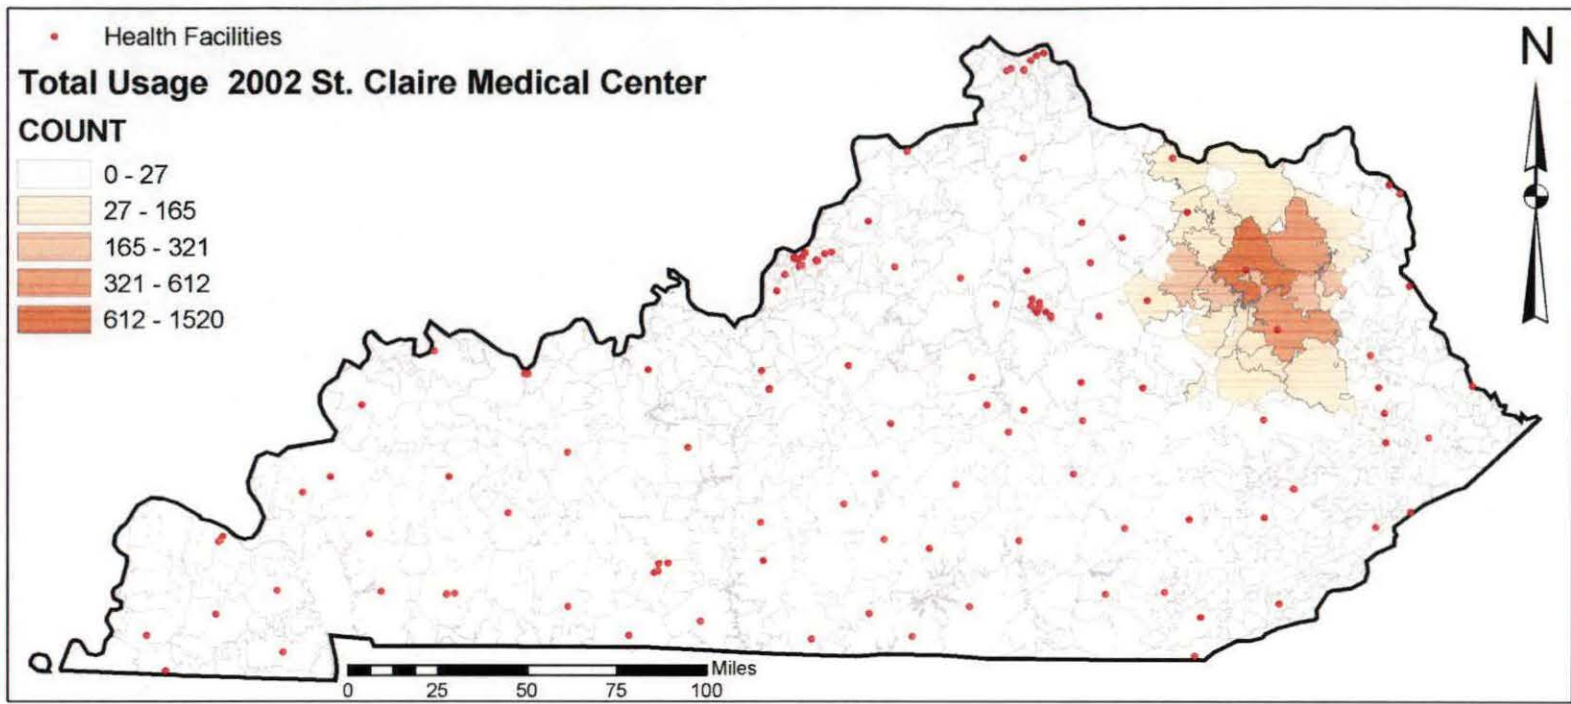 Health Facilities
Total Usage 2002 St. Claire Medical Center
COUNT
0 - 27
27 - 165
165 - 321
321 - 612
612 - 1520
N
Miles
0 25 50 75 100